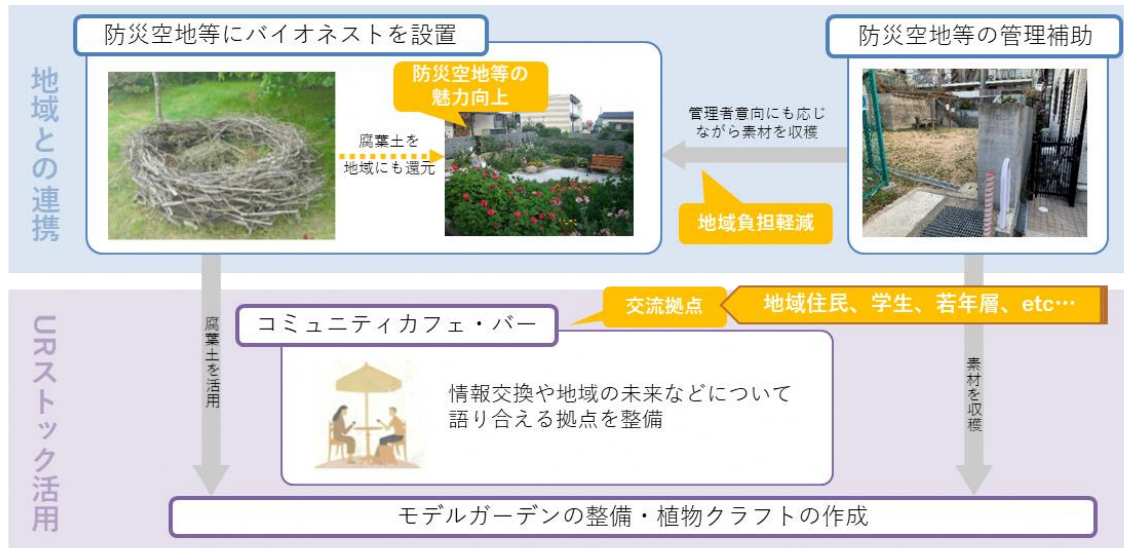 防災空地等にバイオネストを設置
防災空地等の管理補助
地域との連携
防災空地等の
魅力向上
腐葉土を
地域にも還元
管理者意向にも応じ
ながら素材を収穫
地域負担軽減
URストック活用
腐葉土を活用
コミュニティカフェ・バー
交流拠点
地域住民、学生、若年層、etc…
情報交換や地域の未来などについて
語り合える拠点を整備
素材を収穫
モデルガーデンの整備・植物クラフトの作成